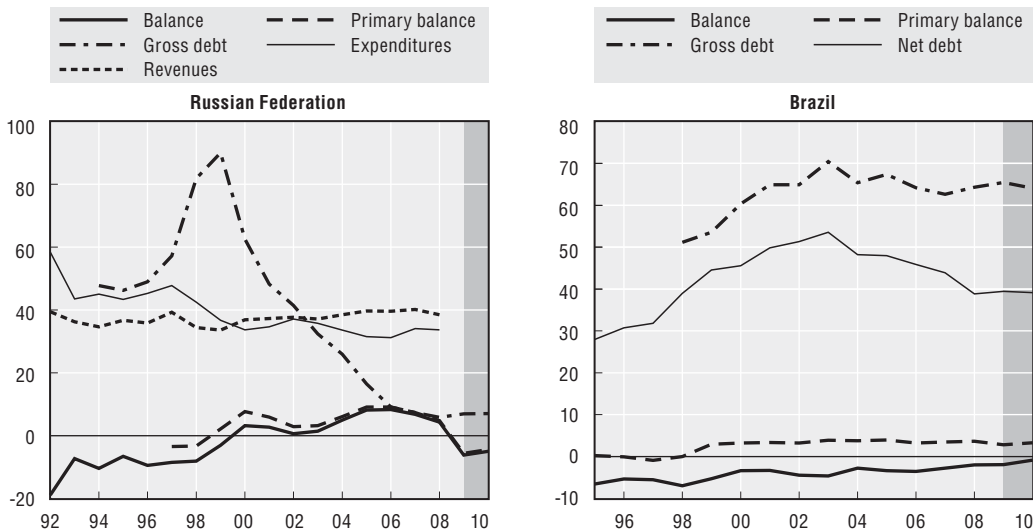 Balance Primary balance
Gross debt Expenditures
Revenues
Russian Federation
100
80
60
40
20
0
-20
92 94 96 98 00 02 04 06 08 10
Balance Primary balance
Gross debt Net debt
Brazil
80
70
60
50
40
30
20
10
0
-10
96 98 00 02 04 06 08 10